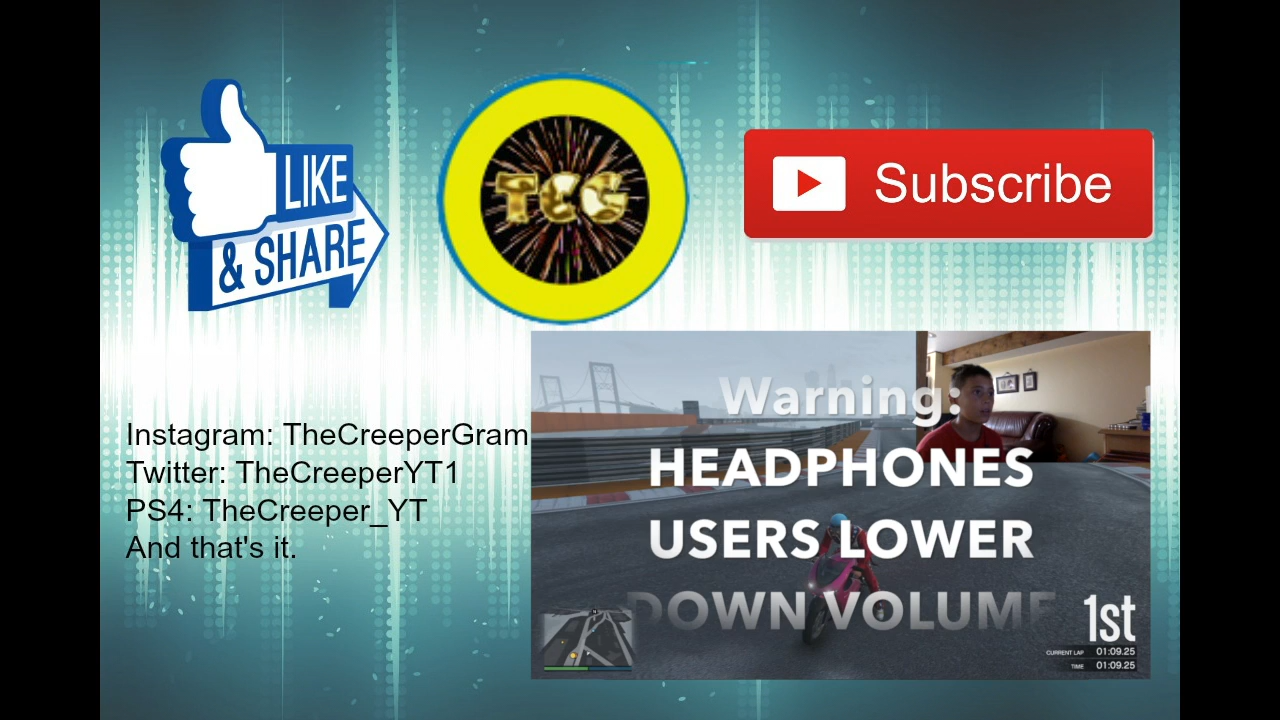 LIKE
& SHARE
TCG
Subscribe
Instagram: TheCreeperGram
Twitter: TheCreeperYT1
PS4: TheCreeper_YT
And that's it.
Warning:
HEADPHONES
USERS LOWER
DOWN VOLUME
1st
CURRENT LAP 01:09.25
TIME 01:09.25